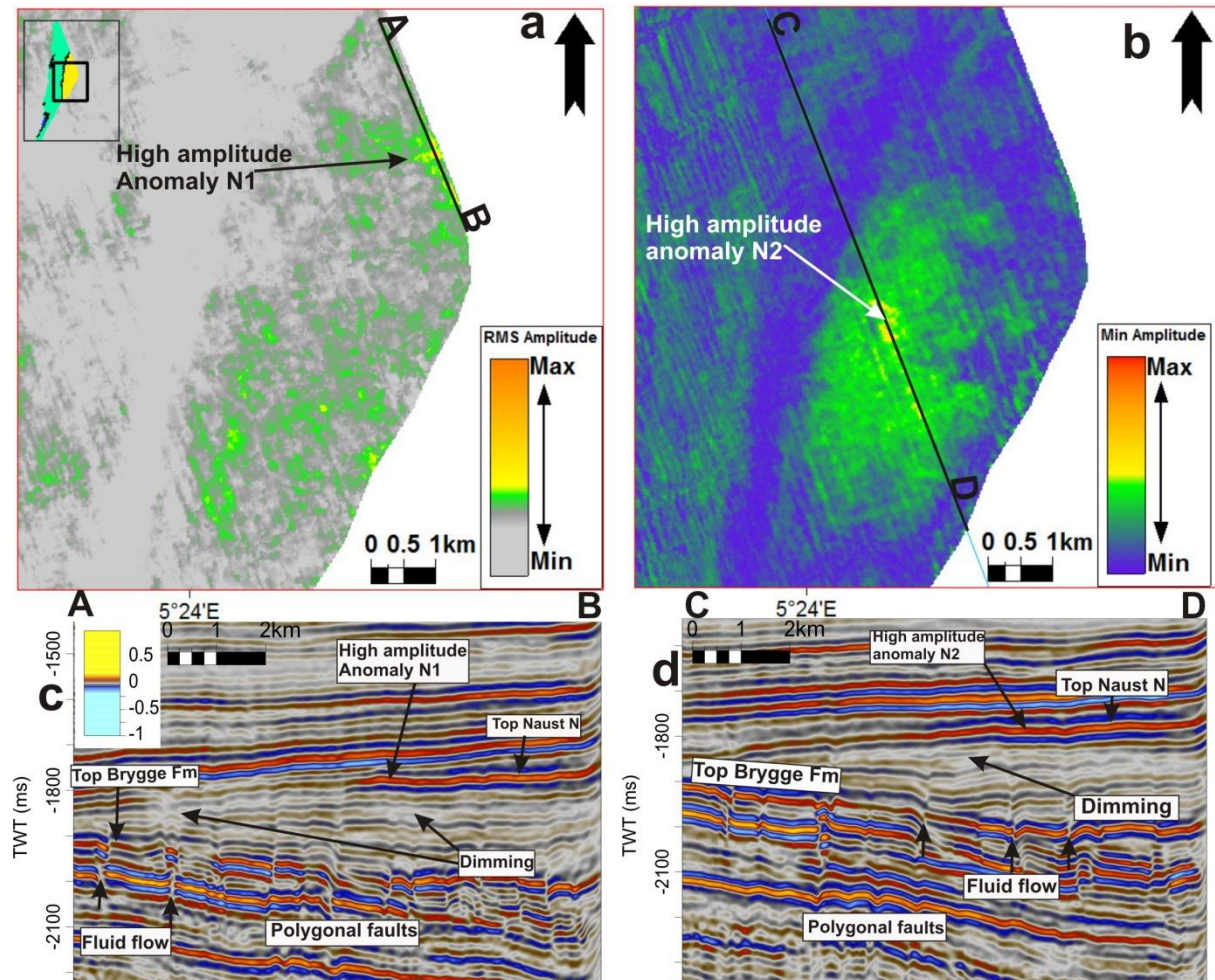 a
A
High amplitude
Anomaly N1
B
RMS Amplitude
Max
Min
0 0.5 1km
b
C
High amplitude
anomaly N2
D
Min Amplitude
Max
Min
0 0.5 1km
A
5°24'E
B
0 1 2km
c
0.5
0
-0.5
-1
High amplitude
Anomaly N1
Top Naust N
Top Brygge Fm
Dimming
Fluid flow
Polygonal faults
TWT (ms)
-1500
-1800
-2100
C
5°24'E
D
0 1 2km
d
High amplitude
anomaly N2
Top Naust N
Top Brygge Fm
Dimming
Fluid flow
Polygonal faults
TWT (ms)
-1800
-2100